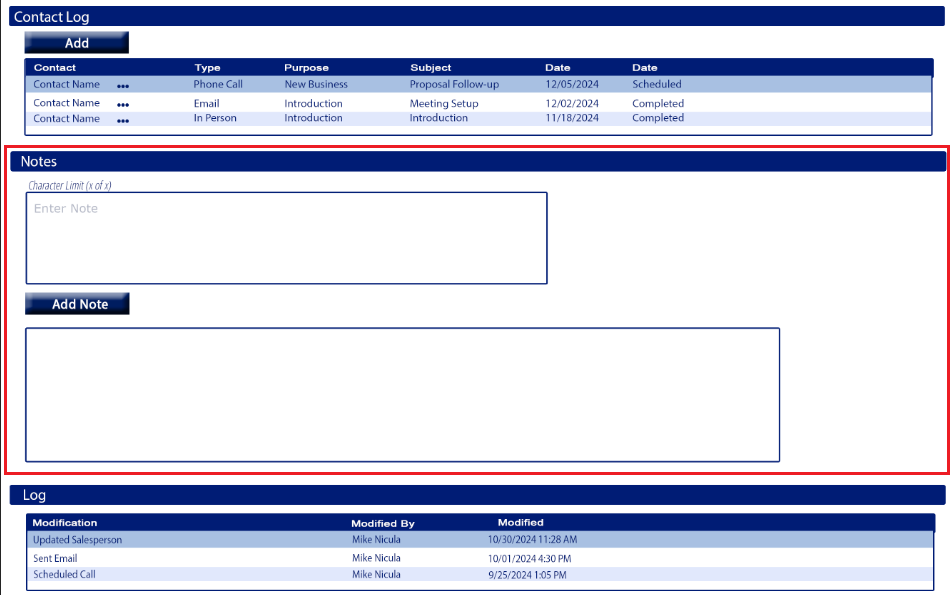 Contact Log
Add
Contact Type Purpose Subject Date Date
Contact Name ••• Phone Call New Business Proposal Follow-up 12/05/2024 Scheduled
Contact Name ••• Email Introduction Meeting Setup 12/02/2024 Completed
Contact Name ••• In Person Introduction Introduction 11/18/2024 Completed
Notes
Character Limit (x of x)
Enter Note
Add Note
Log
Modification Modified By Modified
Updated Salesperson Mike Nicula 10/30/2024 11:28 AM
Sent Email Mike Nicula 10/01/2024 4:30 PM
Scheduled Call Mike Nicula 9/25/2024 1:05 PM